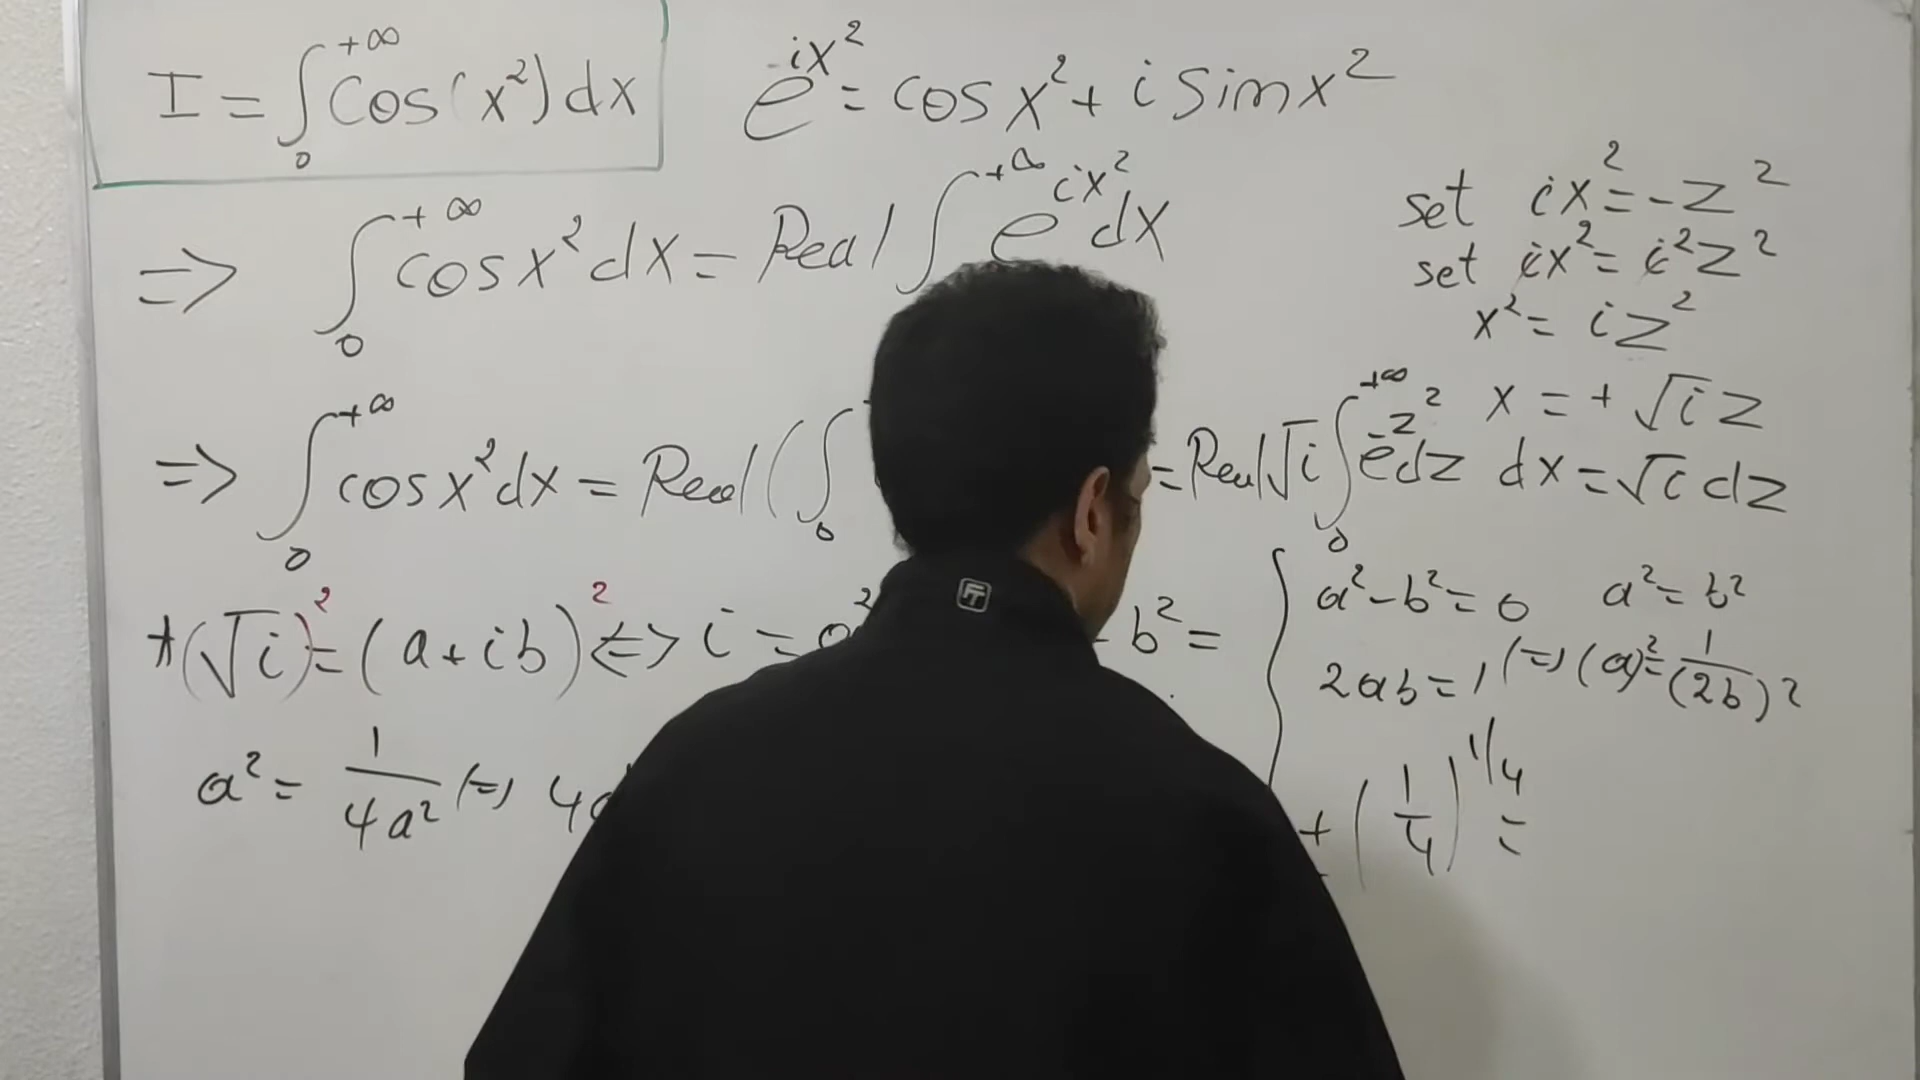 I = ∫₀^{+∞} Cos(x²) dx
e^{ix²} = cos x² + i sin x²
=> ∫₀^{+∞} cos x² dx = Real ∫^{+∞} e^{ix²} dx
set ix² = -z²
set ix² = i²z²
x² = iz²
x = + √i z
=> ∫₀^{+∞} cos x² dx = Real (∫₀ = Real √i ∫₀^{+∞} e^{-z²} dz
dx = √i dz
* (√i)² = (a + ib)² <=> i = a² - b² =
a² - b² = 0 a² = b²
2ab = 1 (=) (a)² = 1/(2b)²
a² = 1/4a² (=) 4a
± (1/4)^{1/4} =